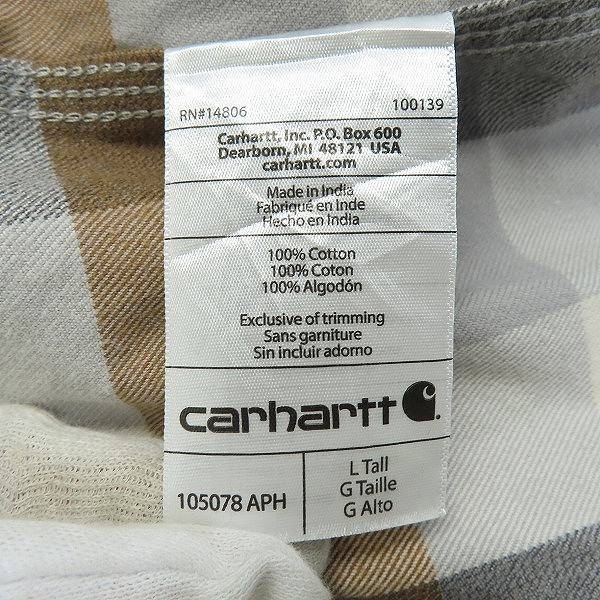 RN#14806 100139
Carhartt, Inc. P.O. Box 600
Dearborn, MI 48121 USA
carhartt.com
Made in India
Fabriqué en Inde
Hecho en India
100% Cotton
100% Coton
100% Algodón
Exclusive of trimming
Sans garniture
Sin incluir adorno
carhartt
105078 APH
L Tall
G Taille
G Alto